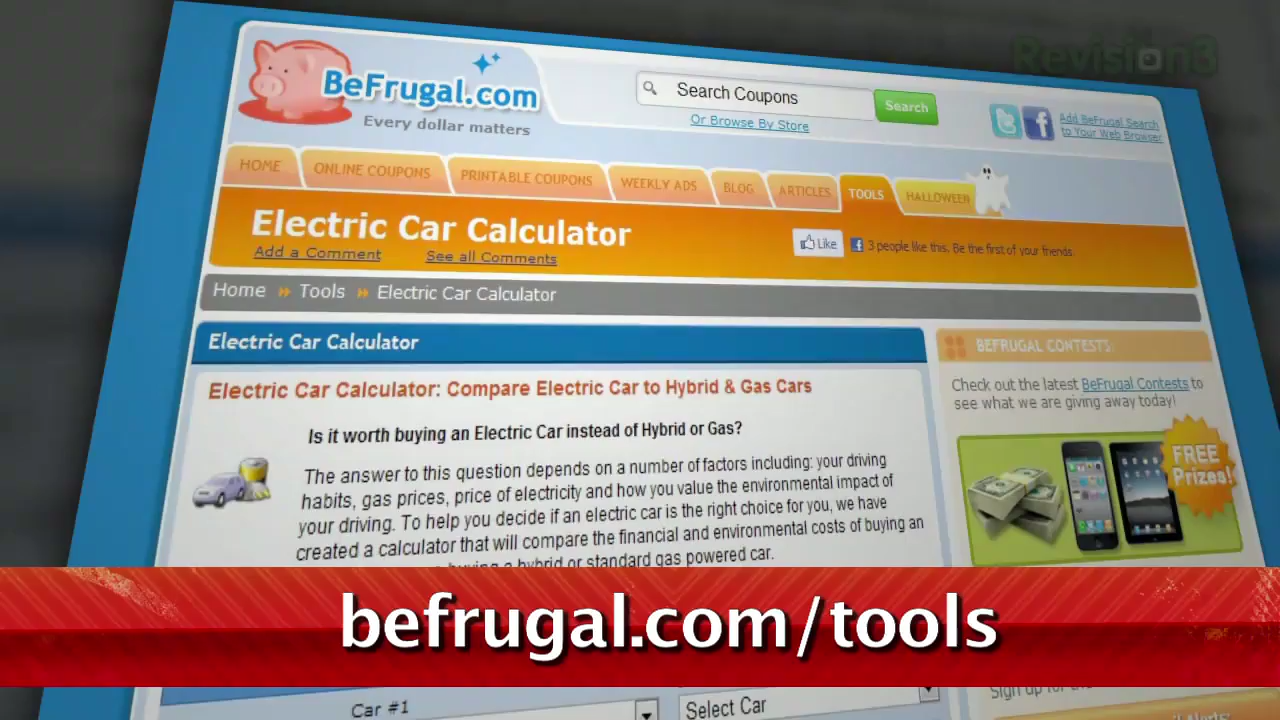 Revision3
BeFrugal.com
Every dollar matters
Search Coupons
Search
Or Browse By Store
Add BeFrugal Search
to Your Web Browser
HOME
ONLINE COUPONS
PRINTABLE COUPONS
WEEKLY ADS
BLOG
ARTICLES
TOOLS
HALLOWEEN
Electric Car Calculator
Add a Comment
See all Comments
Like
3 people like this. Be the first of your friends.
Home » Tools » Electric Car Calculator
Electric Car Calculator
Electric Car Calculator: Compare Electric Car to Hybrid & Gas Cars
Is it worth buying an Electric Car instead of Hybrid or Gas?
The answer to this question depends on a number of factors including: your driving
habits, gas prices, price of electricity and how you value the environmental impact of
your driving. To help you decide if an electric car is the right choice for you, we have
created a calculator that will compare the financial and environmental costs of buying an
buying a hybrid or standard gas powered car.
BEFRUGAL CONTESTS:
Check out the latest BeFrugal Contests to
see what we are giving away today!
FREE
Prizes!
befrugal.com/tools
Car #1
Select Car
Sign up for